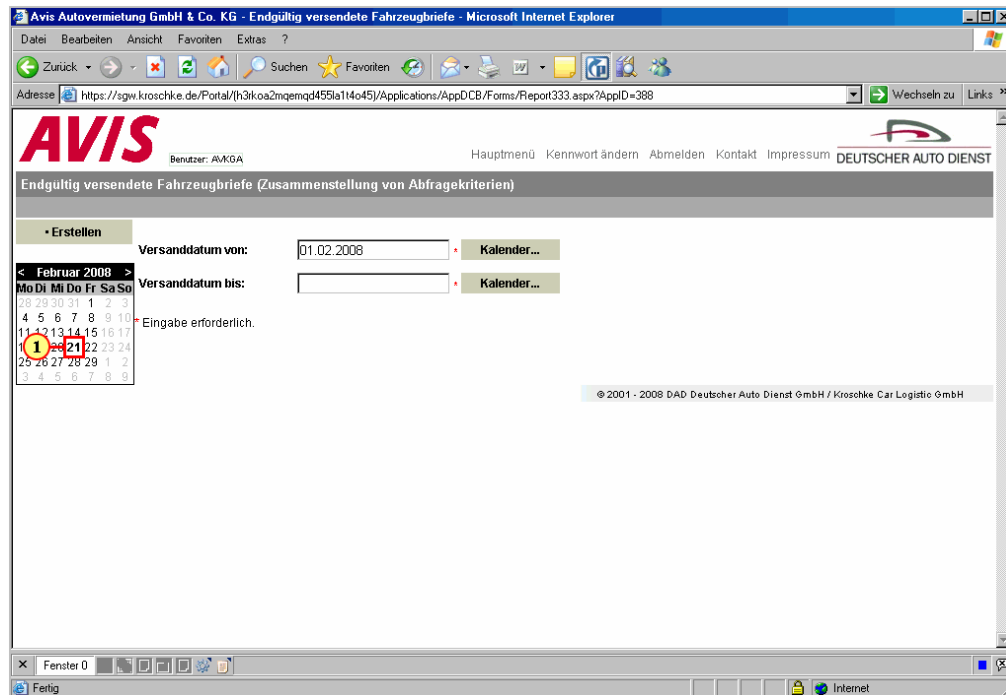 Avis Autovermietung GmbH & Co. KG - Endgültig versendete Fahrzeugbriefe - Microsoft Internet Explorer
Datei Bearbeiten Ansicht Favoriten Extras ?
Zurück Suchen Favoriten
Adresse https://sgw.kroschke.de/Portal/(h3rkoa2mqemqd455la1t4o45)/Applications/AppDCB/Forms/Report333.aspx?AppID=388 Wechseln zu Links »
AVIS
Benutzer: AVKGA
Hauptmenü Kennwort ändern Abmelden Kontakt Impressum DEUTSCHER AUTO DIENST
Endgültig versendete Fahrzeugbriefe (Zusammenstellung von Abfragekriterien)
• Erstellen
Versanddatum von: 01.02.2008 * Kalender...
Versanddatum bis: * Kalender...
* Eingabe erforderlich.
< Februar 2008 >
Mo Di Mi Do Fr Sa So
28 29 30 31 1 2 3
4 5 6 7 8 9 10
11 12 13 14 15 16 17
1 20 21 22 23 24
25 26 27 28 29 1 2
3 4 5 6 7 8 9
© 2001 - 2008 DAD Deutscher Auto Dienst GmbH / Kroschke Car Logistic GmbH
Fenster 0
Fertig Internet